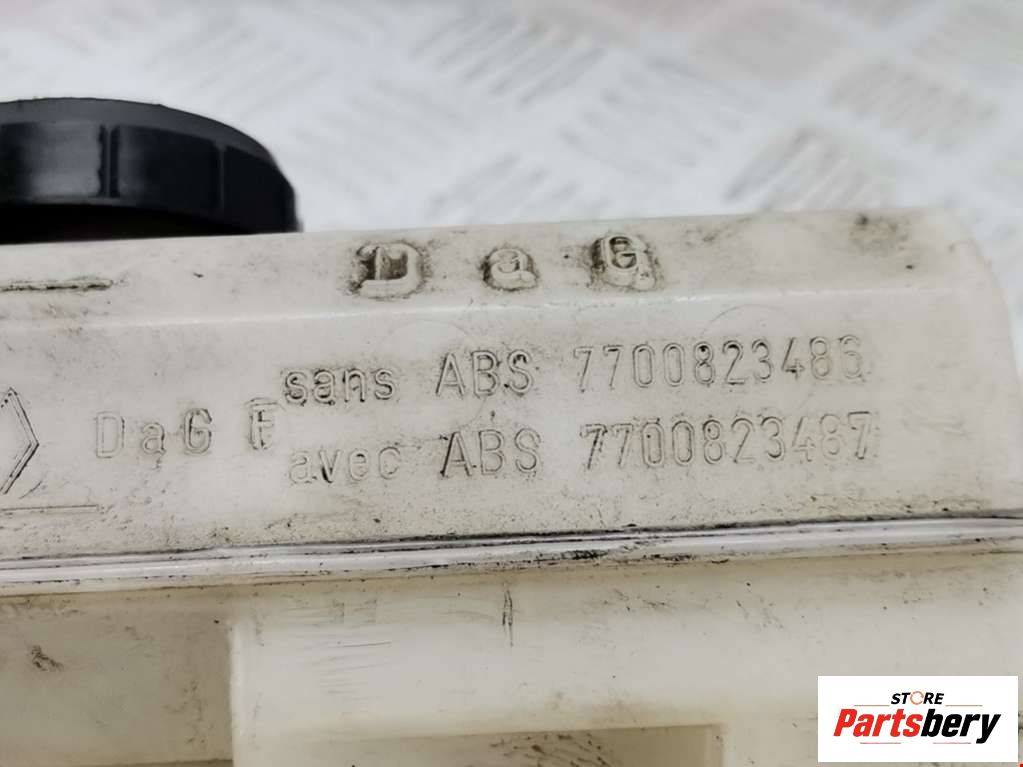 DaG
sans ABS 7700823486
DaG F
avec ABS 7700823487
STORE
Partsbery